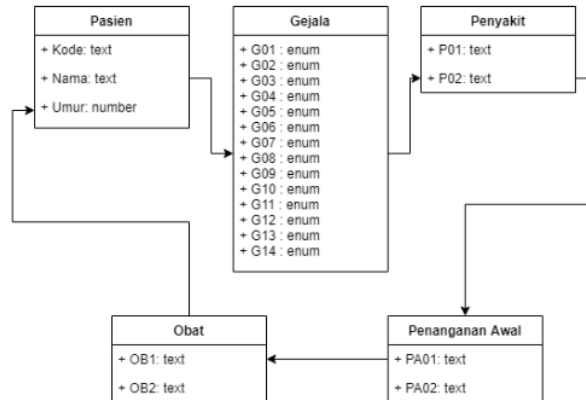 Pasien
+ Kode: text
+ Nama: text
+ Umur: number
Gejala
+ G01 : enum
+ G02 : enum
+ G03 : enum
+ G04 : enum
+ G05 : enum
+ G06 : enum
+ G07 : enum
+ G08 : enum
+ G09 : enum
+ G10 : enum
+ G11 : enum
+ G12 : enum
+ G13 : enum
+ G14 : enum
Penyakit
+ P01: text
+ P02: text
Obat
+ OB1: text
+ OB2: text
Penanganan Awal
+ PA01: text
+ PA02: text